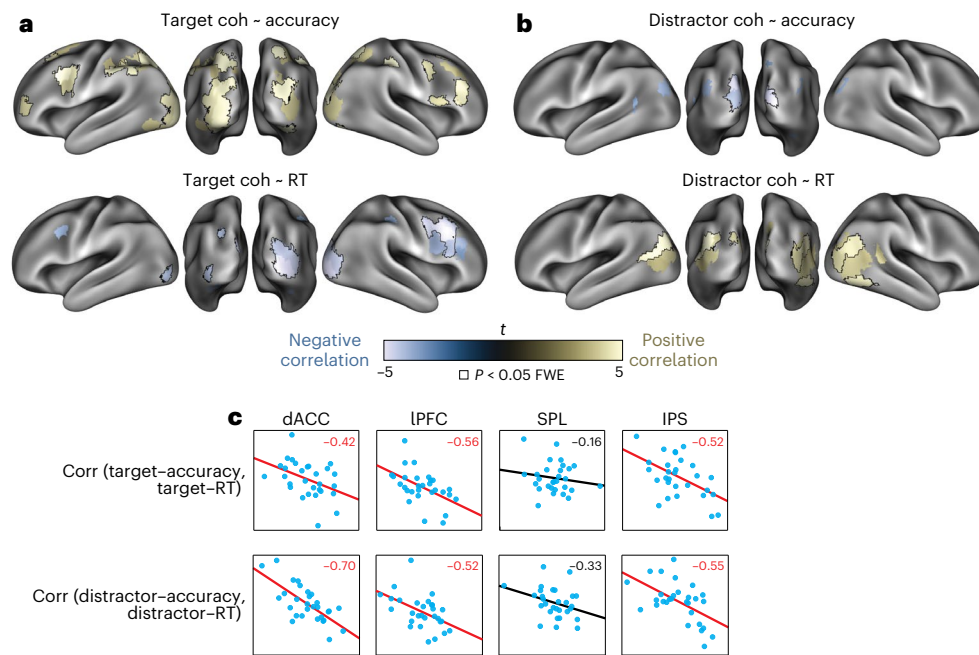 a
Target coh ~ accuracy
b
Distractor coh ~ accuracy
Target coh ~ RT
Distractor coh ~ RT
Negative
correlation
t
Positive
correlation
–5
5
P < 0.05 FWE
c
dACC
lPFC
SPL
IPS
Corr (target–accuracy,
target–RT)
–0.42
–0.56
–0.16
–0.52
Corr (distractor–accuracy,
distractor–RT)
–0.70
–0.52
–0.33
–0.55